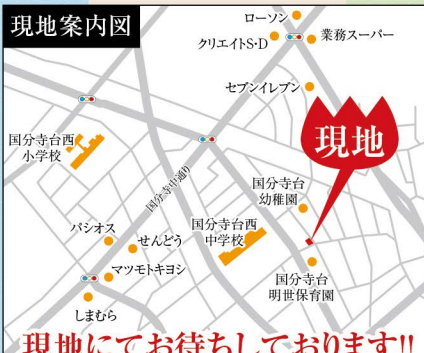 現地案内図
ローソン
クリエイトS・D
業務スーパー
セブンイレブン
現地
国分寺台西
小学校
国分寺中通り
国分寺台
幼稚園
国分寺台西
中学校
パシオス
せんどう
マツモトキヨシ
しまむら
国分寺台
明世保育園
現地にてお待ちしております!!